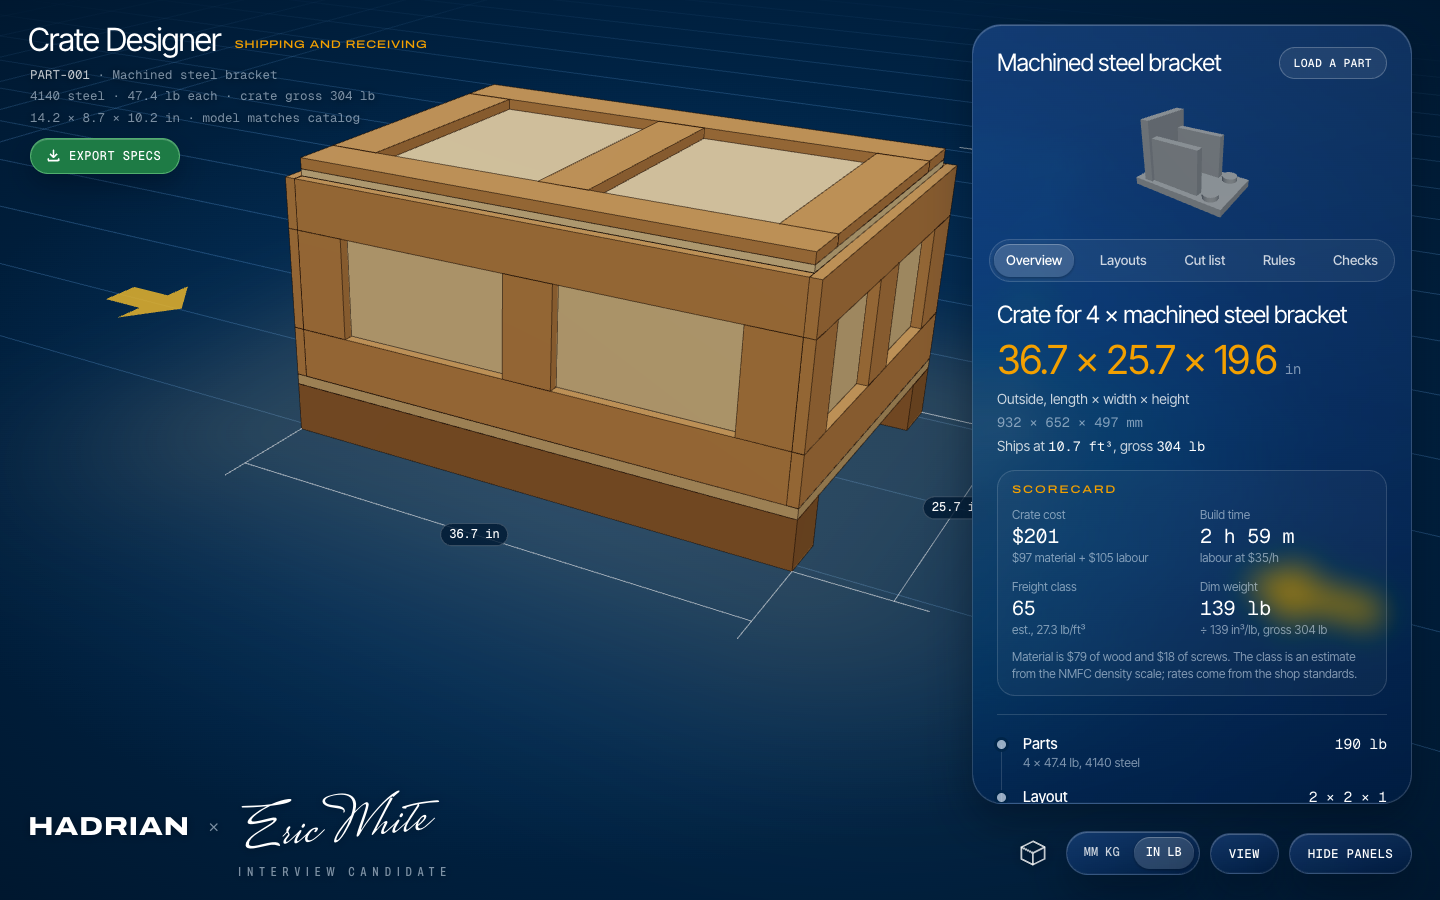 Crate Designer SHIPPING AND RECEIVING
PART-001 · Machined steel bracket
4140 steel · 47.4 lb each · crate gross 304 lb
14.2 × 8.7 × 10.2 in · model matches catalog
EXPORT SPECS
36.7 in
25.7 i
HADRIAN × Eric White
INTERVIEW CANDIDATE
Machined steel bracket
LOAD A PART
Overview Layouts Cut list Rules Checks
Crate for 4 × machined steel bracket
36.7 × 25.7 × 19.6 in
Outside, length × width × height
932 × 652 × 497 mm
Ships at 10.7 ft³, gross 304 lb
SCORECARD
Crate cost
$201
$97 material + $105 labour
Build time
2 h 59 m
labour at $35/h
Freight class
65
est., 27.3 lb/ft³
Dim weight
139 lb
÷ 139 in³/lb, gross 304 lb
Material is $79 of wood and $18 of screws. The class is an estimate
from the NMFC density scale; rates come from the shop standards.
Parts 190 lb
4 × 47.4 lb, 4140 steel
Layout 2 × 2 × 1
MM KG IN LB VIEW HIDE PANELS